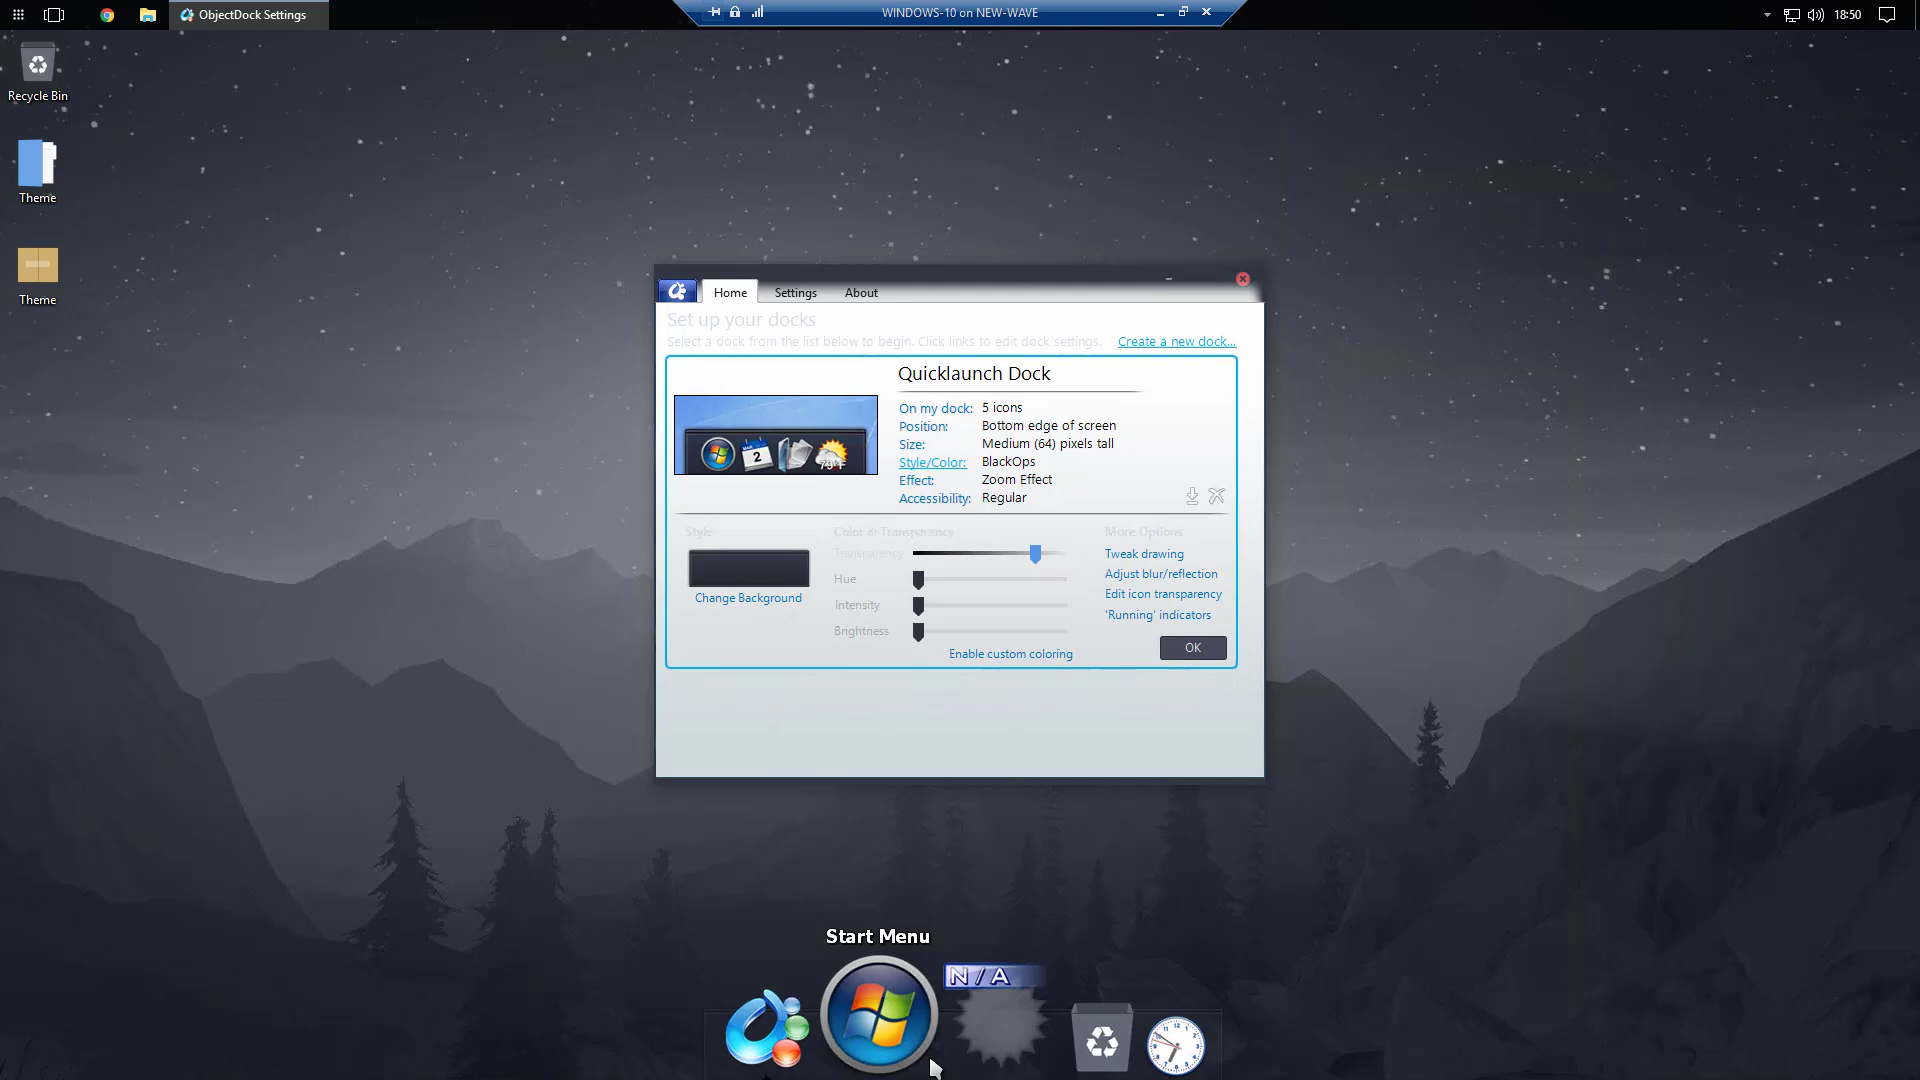 ObjectDock Settings
WINDOWS-10 on NEW-WAVE
18:50
Recycle Bin
Theme
Theme
Home
Settings
About
Set up your docks
Select a dock from the list below to begin. Click links to edit dock settings.
Create a new dock...
Quicklaunch Dock
On my dock: 5 icons
Position: Bottom edge of screen
Size: Medium (64) pixels tall
Style/Color: BlackOps
Effect: Zoom Effect
Accessibility: Regular
2
Style
Change Background
Color & Transparency
Transparency
Hue
Intensity
Brightness
Enable custom coloring
More Options
Tweak drawing
Adjust blur/reflection
Edit icon transparency
'Running' indicators
OK
Start Menu
N/A